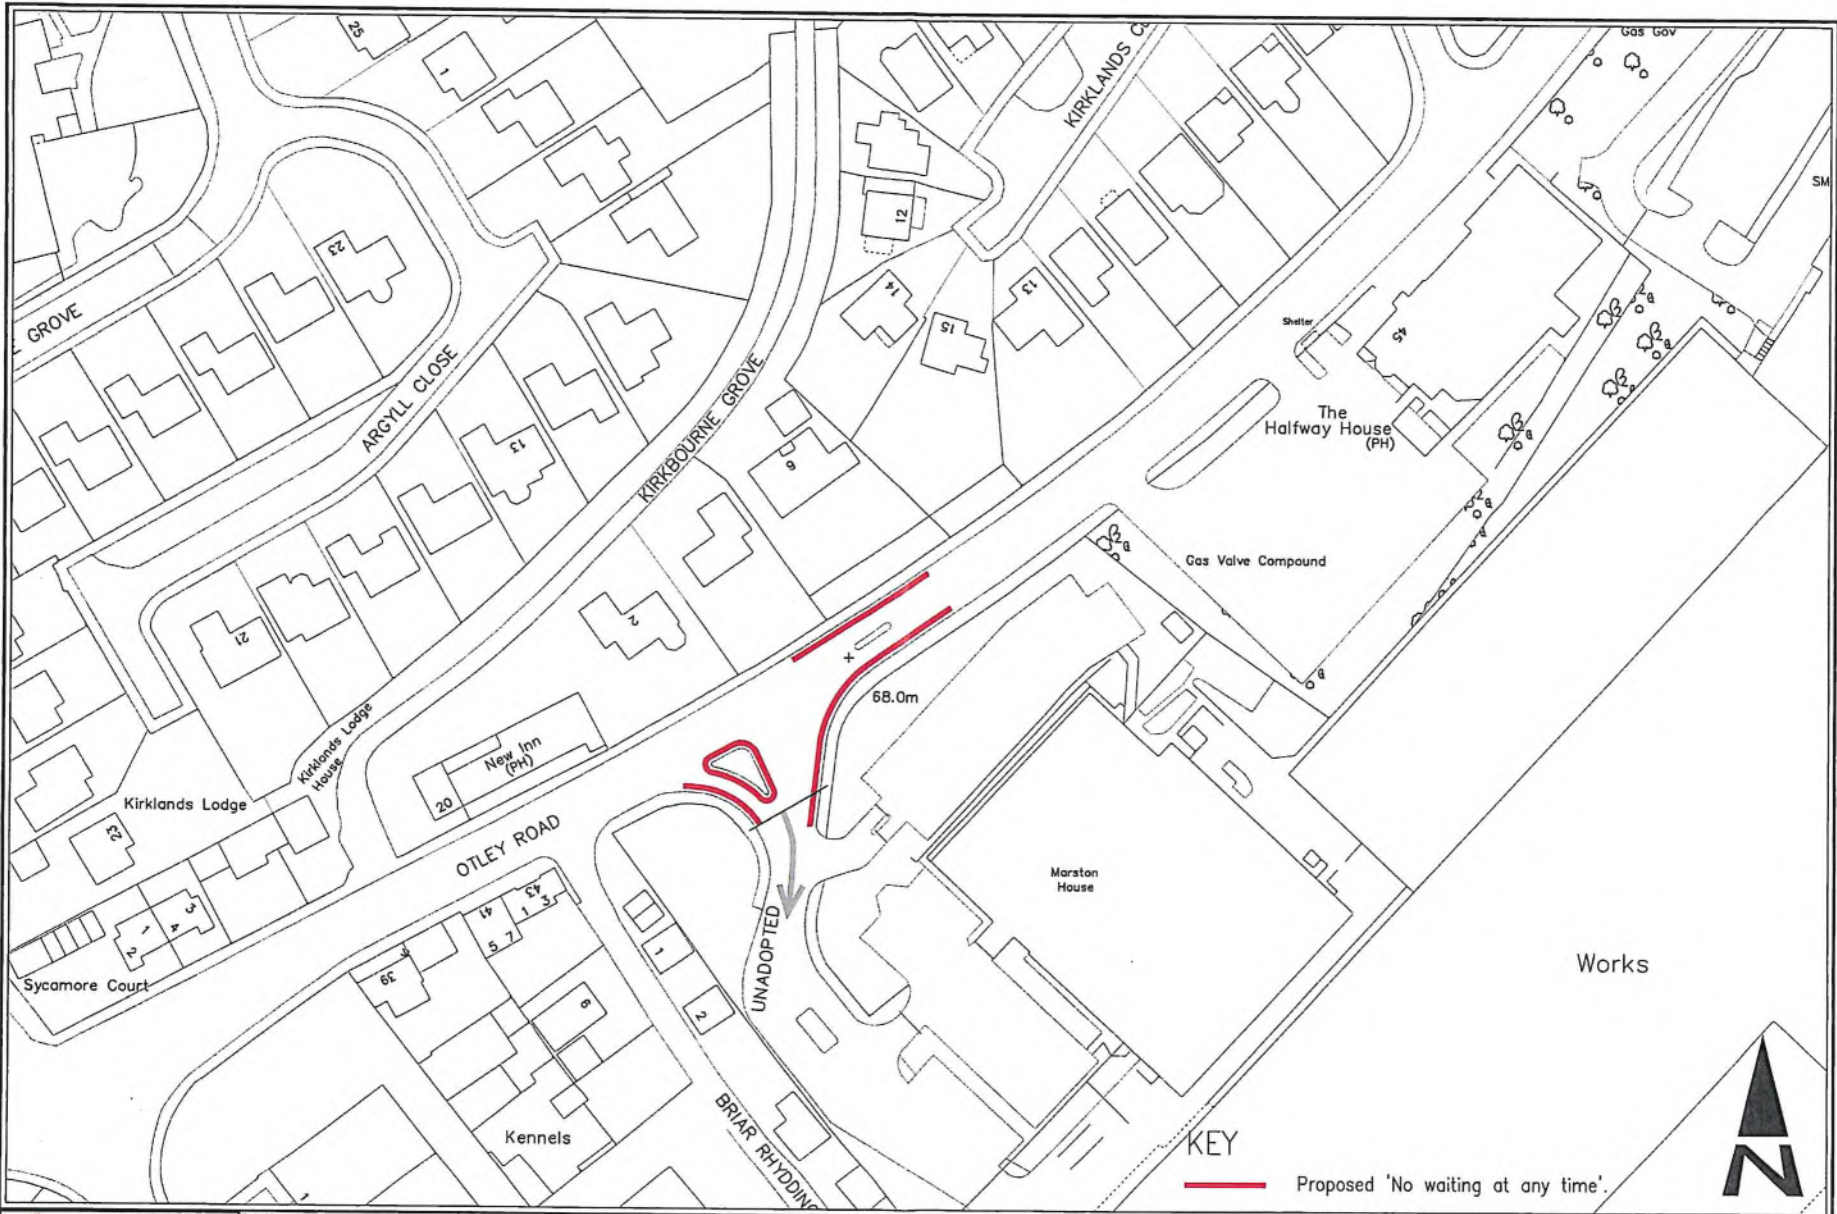 25
1
KIRKLANDS
Gas Gov
SM
12
23
GROVE
14
15
13
Shelter
45
ARGYLL CLOSE
KIRKBOURNE GROVE
The
Halfway House
(PH)
13
9
Gas Valve Compound
21
2
68.0m
Kirklands Lodge
House
New Inn
(PH)
20
Kirklands Lodge
23
OTLEY ROAD
Marston
House
43
1 3
41
5 7
3
4
1
2
39
Sycamore Court
1
2
6
UNADOPTED
Works
Kennels
BRIAR RHYDDING
1
KEY
Proposed 'No waiting at any time'.
N